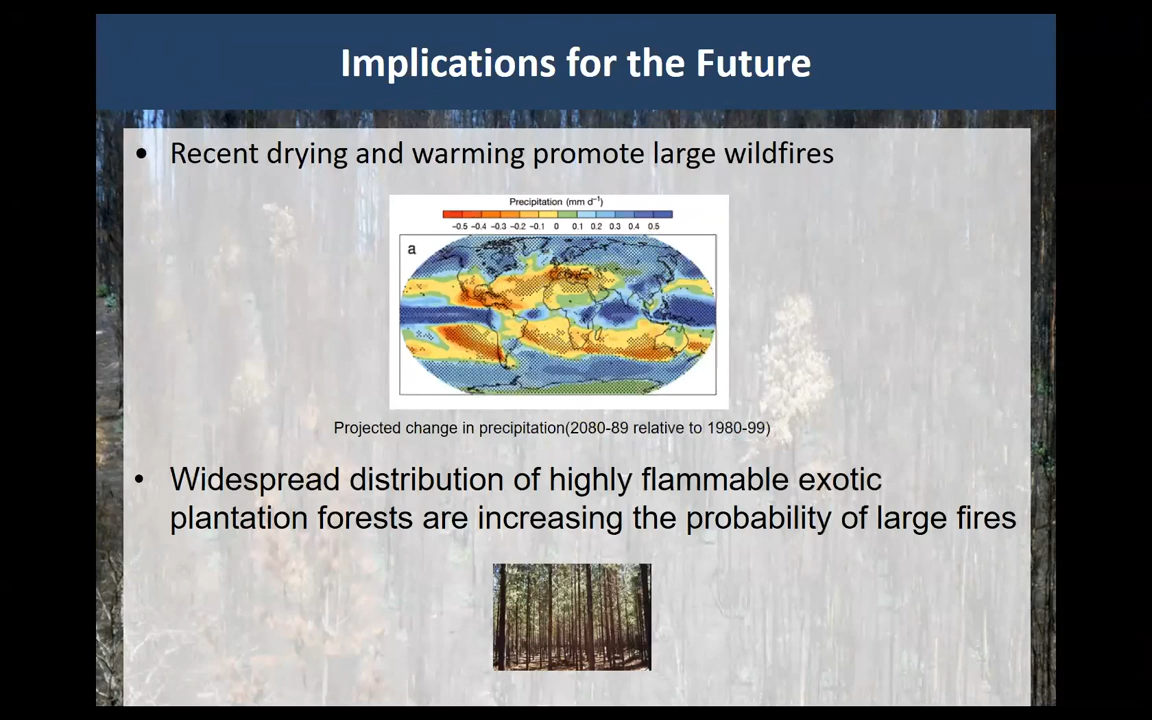 Implications for the Future
• Recent drying and warming promote large wildfires
Precipitation (mm d⁻¹)
−0.5 −0.4 −0.3 −0.2 −0.1 0 0.1 0.2 0.3 0.4 0.5
a
Projected change in precipitation(2080-89 relative to 1980-99)
• Widespread distribution of highly flammable exotic
plantation forests are increasing the probability of large fires